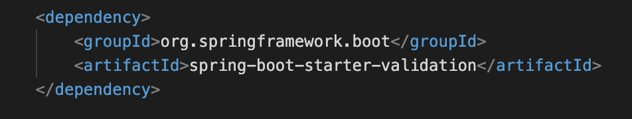 <dependency>
<groupId>org.springframework.boot</groupId>
<artifactId>spring-boot-starter-validation</artifactId>
</dependency>